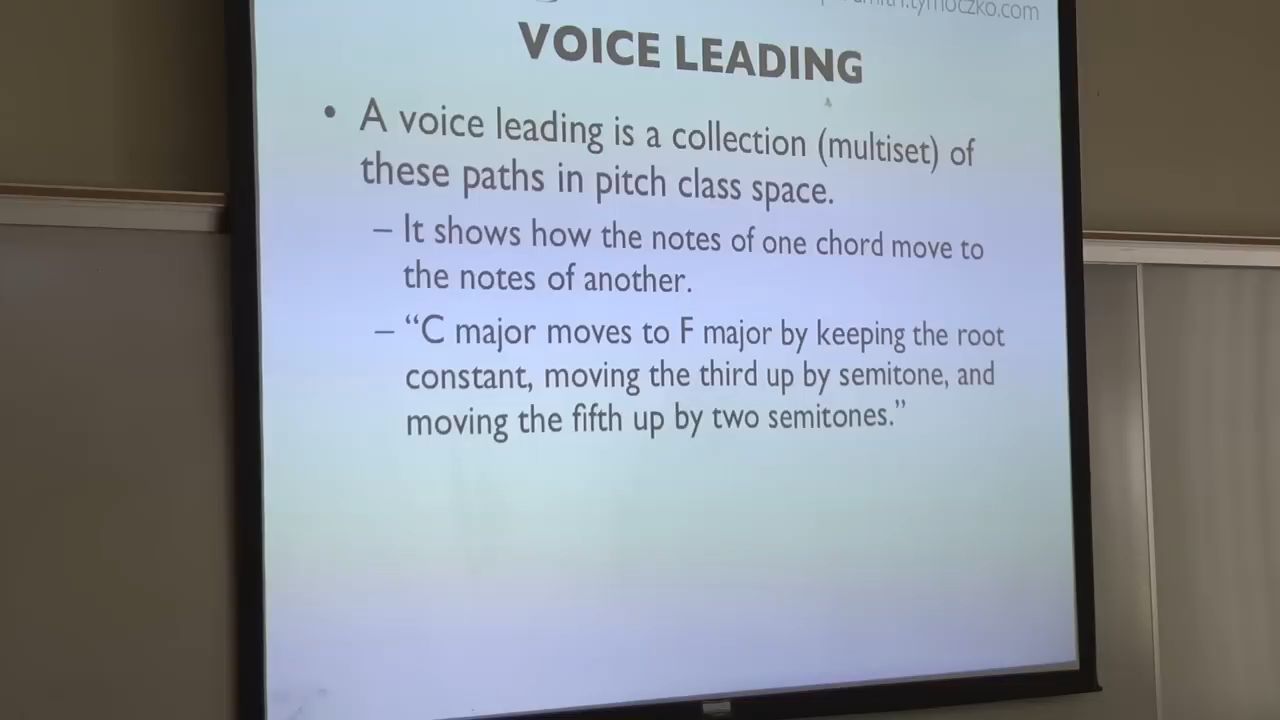 VOICE LEADING
• A voice leading is a collection (multiset) of
these paths in pitch class space.
– It shows how the notes of one chord move to
the notes of another.
– “C major moves to F major by keeping the root
constant, moving the third up by semitone, and
moving the fifth up by two semitones.”